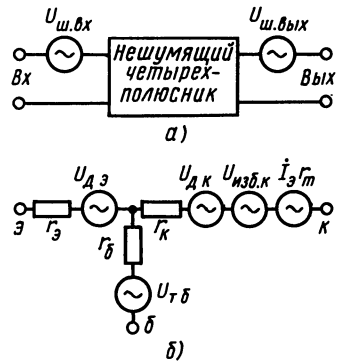 Uш.вх
Uш.вых
Нешумящий
четырех-
полюсник
Вх
Вых
а)
Uд э
Uд к
Uизб.к
İэrm
э
rэ
rк
к
rб
Uт б
б
б)